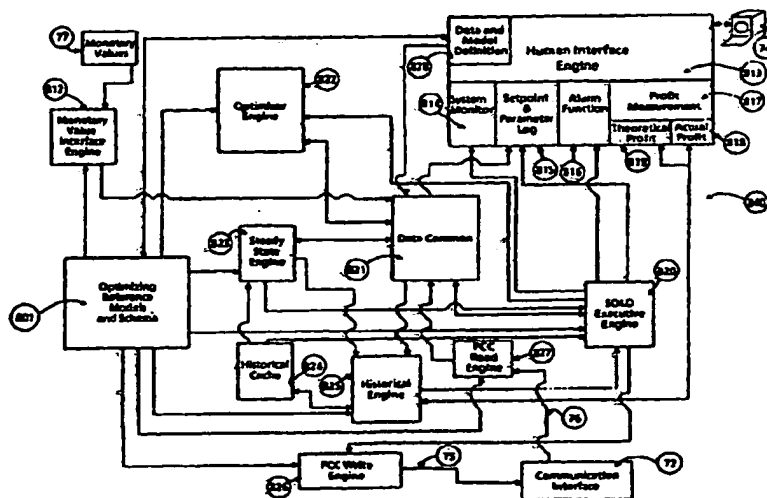 77
Monetary
Values
812
Monetary
Value
Interface
Engine
822
Optimizer
Engine
Data and
Model
Definition
Human Interface
Engine
813
System
Monitor
Setpoint
&
Parameter
Log
Alarm
Function
Profit
Measurement
817
Theoretical
Profit
Actual
Profit
814
815
816
818
Steady
State
Engine
Data Common
821
Optimizing
Reference
Models
and Schema
801
SOLO
Executive
Engine
820
Historical
Cache
824
825
Historical
Engine
PCC
Read
Engine
827
76
PCC Write
Engine
75
Communication
Interface